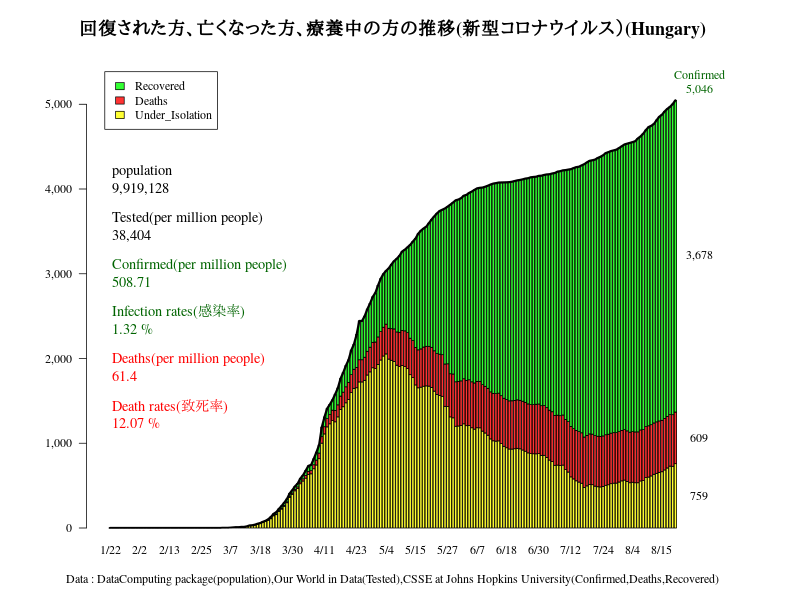 回復された方、亡くなった方、療養中の方の推移(新型コロナウイルス）(Hungary)
Confirmed
5,046
Recovered
Deaths
Under_Isolation
population
9,919,128
Tested(per million people)
38,404
Confirmed(per million people)
508.71
Infection rates(感染率)
1.32 %
Deaths(per million people)
61.4
Death rates(致死率)
12.07 %
5,000
4,000
3,000
2,000
1,000
0
3,678
609
759
1/22 2/2 2/13 2/25 3/7 3/18 3/30 4/11 4/23 5/4 5/15 5/27 6/7 6/18 6/30 7/12 7/24 8/4 8/15
Data : DataComputing package(population),Our World in Data(Tested),CSSE at Johns Hopkins University(Confirmed,Deaths,Recovered)